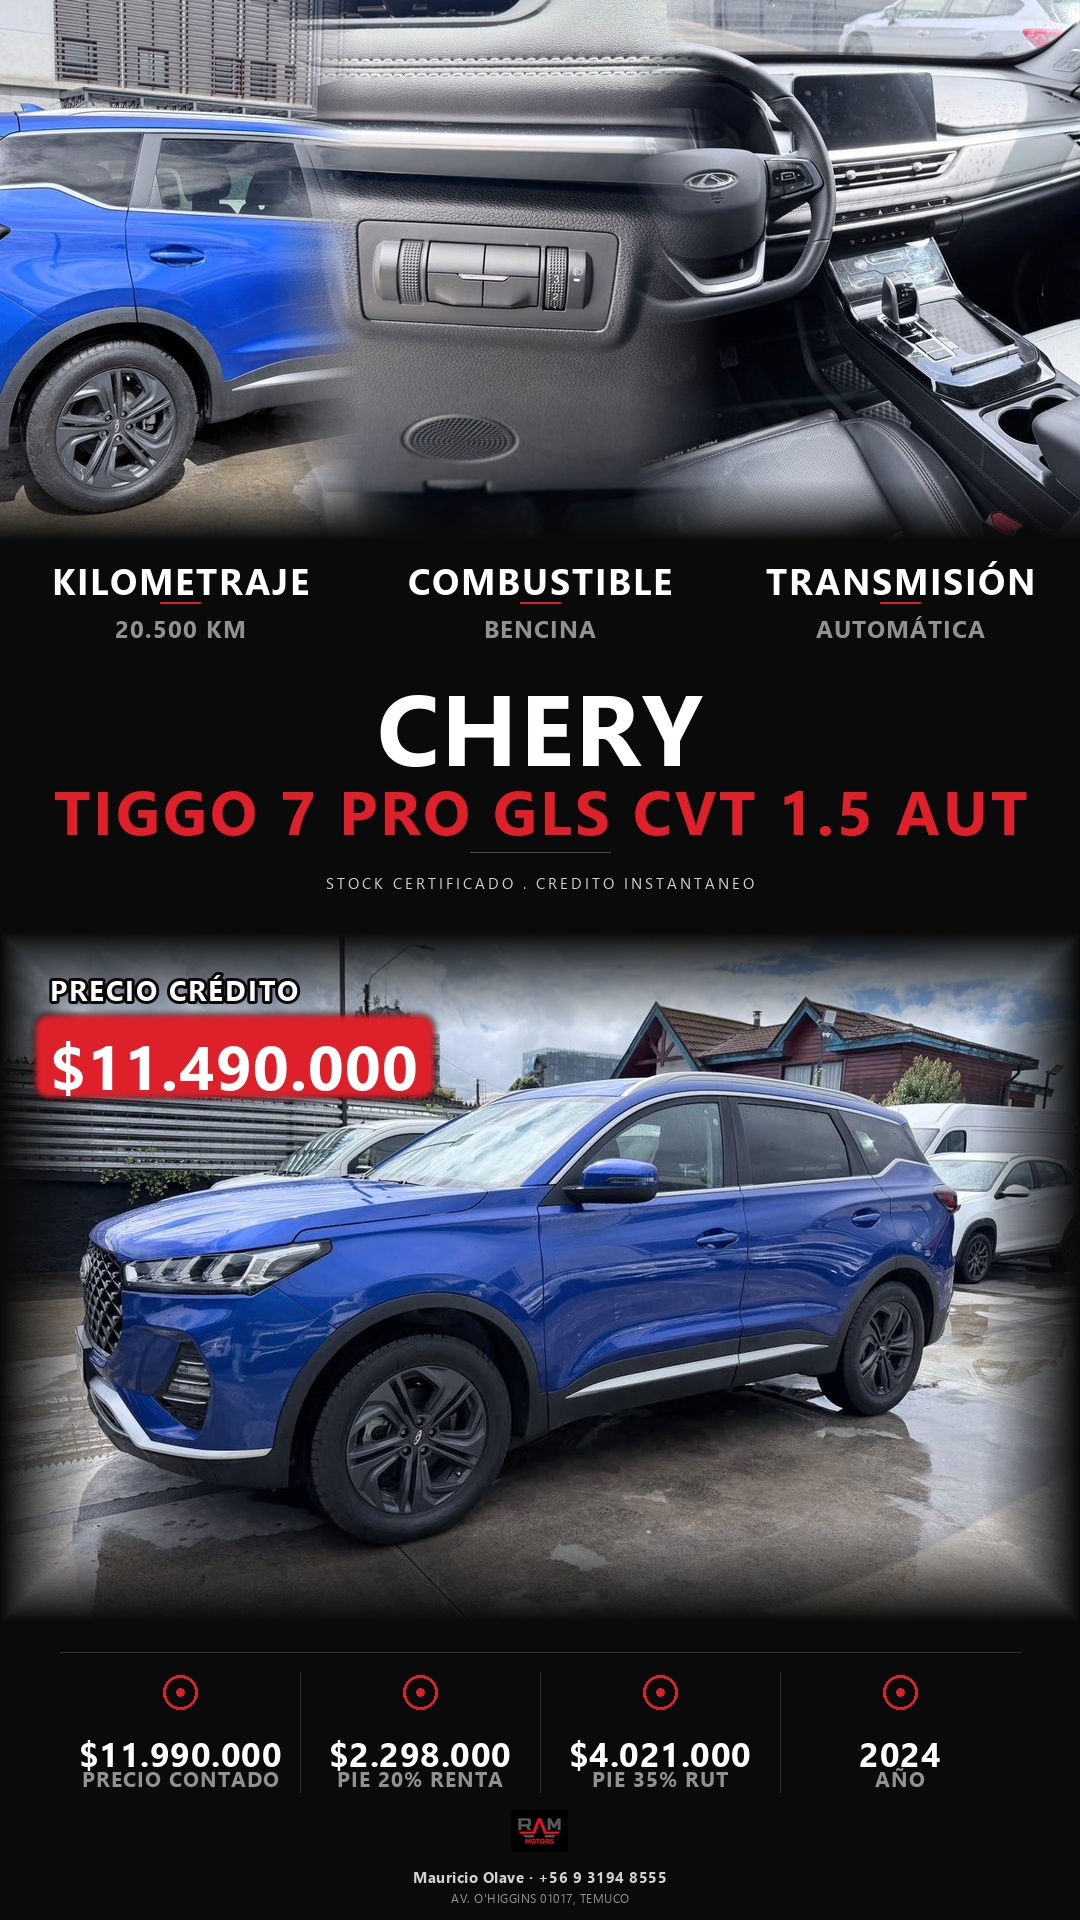 KILOMETRAJE
20.500 KM
COMBUSTIBLE
BENCINA
TRANSMISIÓN
AUTOMÁTICA
CHERY
TIGGO 7 PRO GLS CVT 1.5 AUT
STOCK CERTIFICADO . CREDITO INSTANTANEO
PRECIO CRÉDITO
$11.490.000
$11.990.000
PRECIO CONTADO
$2.298.000
PIE 20% RENTA
$4.021.000
PIE 35% RUT
2024
AÑO
RAM
MOTORS
Mauricio Olave · +56 9 3194 8555
AV. O'HIGGINS 01017, TEMUCO